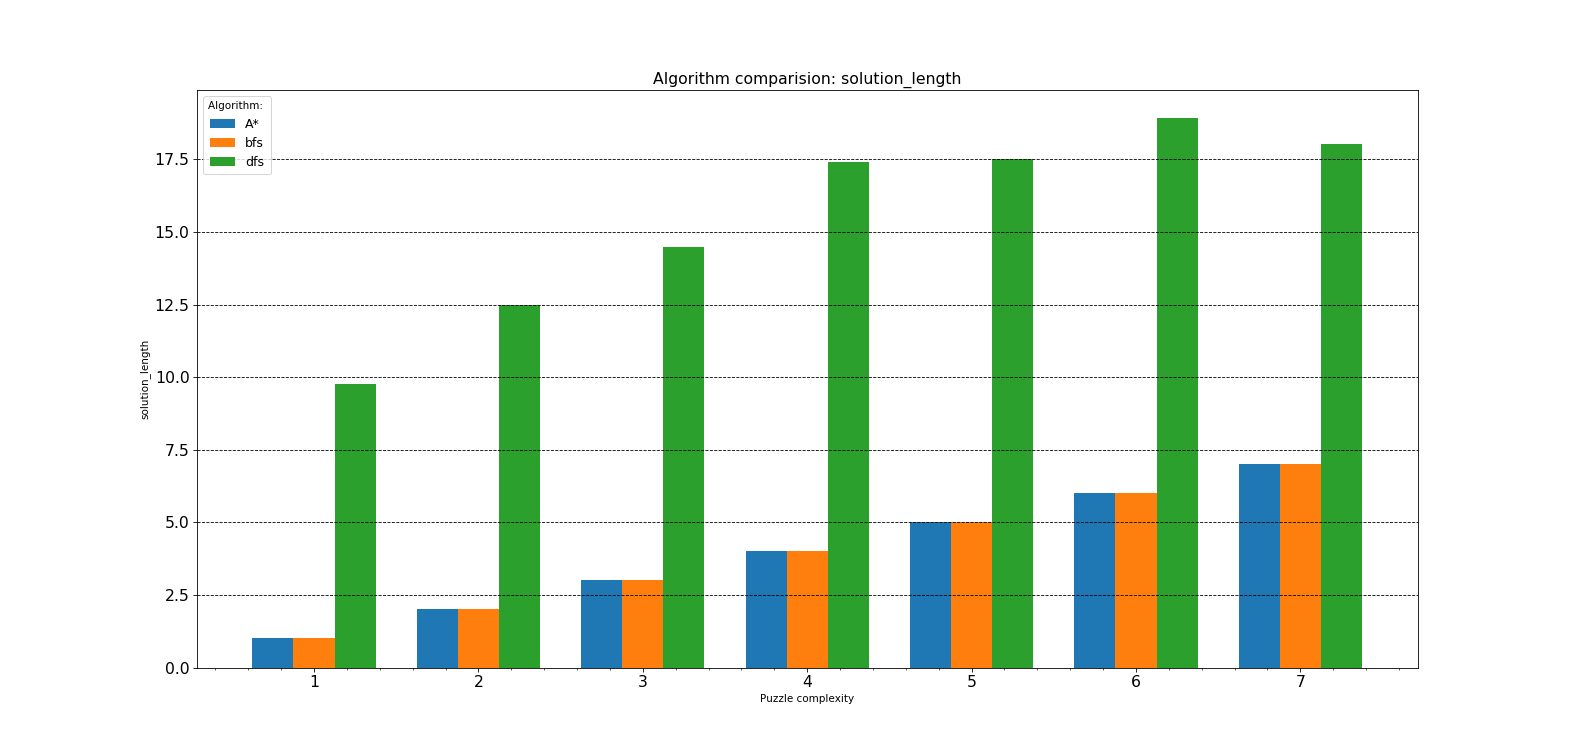 Algorithm comparision: solution_length
Algorithm:
A*
bfs
dfs
17.5
15.0
12.5
10.0
7.5
5.0
2.5
0.0
solution_length
1 2 3 4 5 6 7
Puzzle complexity